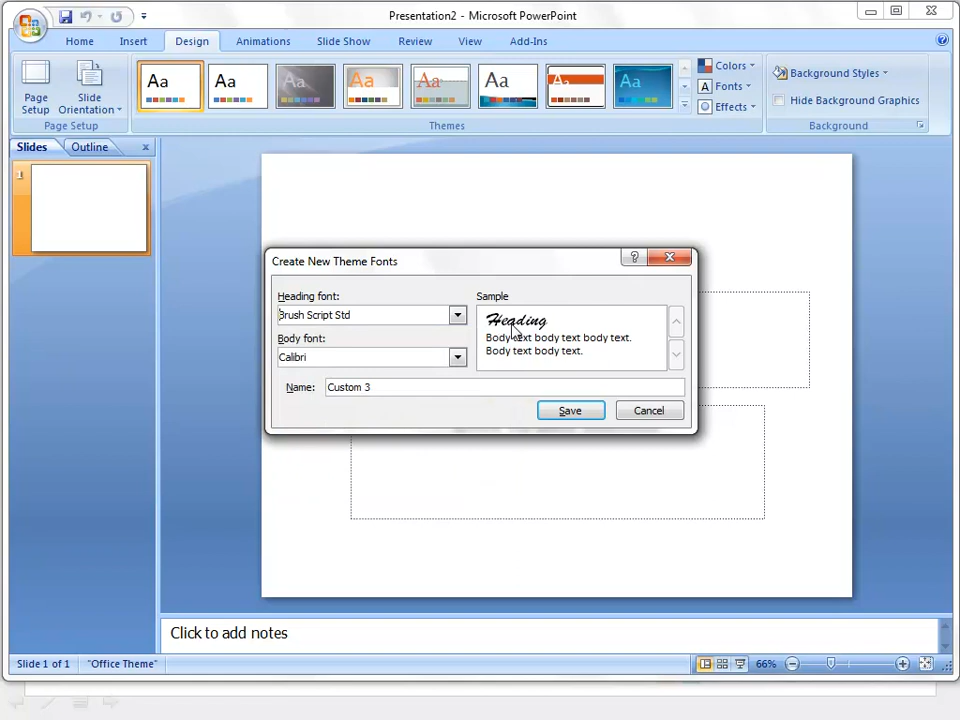 Presentation2 - Microsoft PowerPoint
Home Insert Design Animations Slide Show Review View Add-Ins
Page Setup
Slide Orientation
Page Setup
Aa Aa Aa Aa Aa Aa Aa Aa
Themes
Colors
Fonts
Effects
Background Styles
Hide Background Graphics
Background
Slides Outline
1
Create New Theme Fonts
Heading font:
Brush Script Std
Body font:
Calibri
Sample
Heading
Body text body text body text.
Body text body text.
Name: Custom 3
Save Cancel
Click to add notes
Slide 1 of 1 "Office Theme" 66%